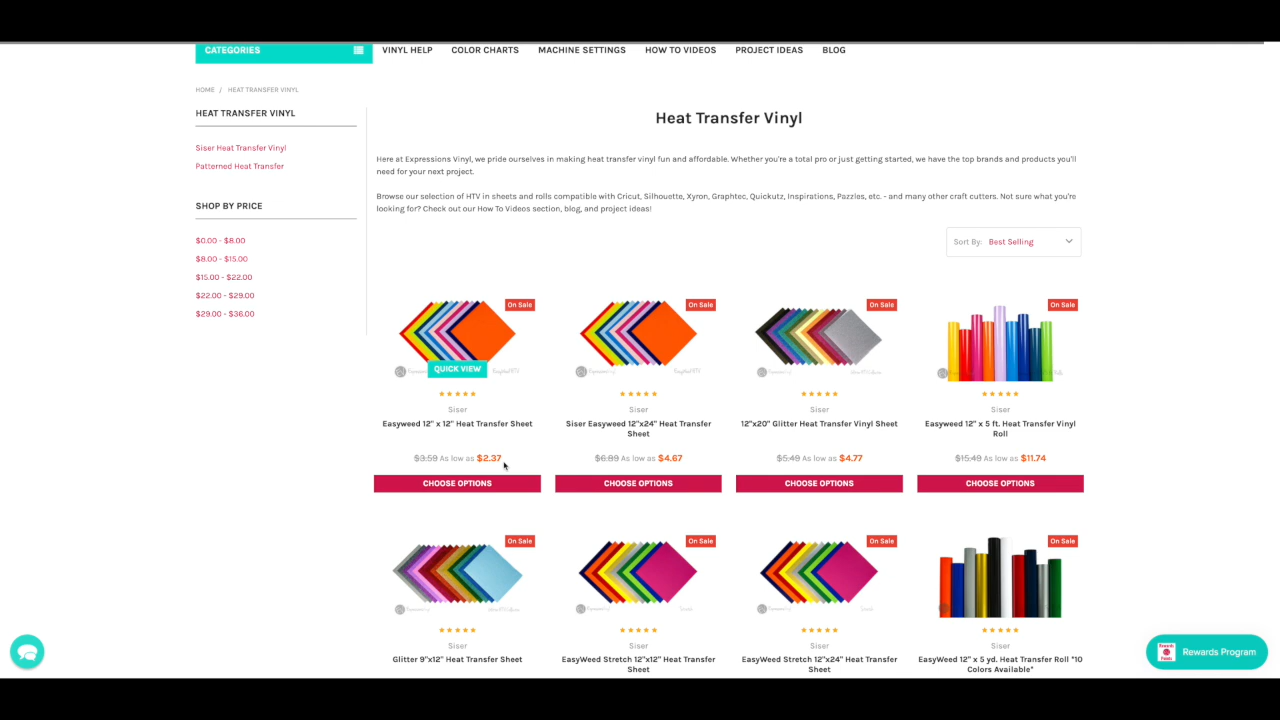 CATEGORIES
VINYL HELP
COLOR CHARTS
MACHINE SETTINGS
HOW TO VIDEOS
PROJECT IDEAS
BLOG
HOME / HEAT TRANSFER VINYL
HEAT TRANSFER VINYL
Siser Heat Transfer Vinyl
Patterned Heat Transfer
SHOP BY PRICE
$0.00 - $8.00
$8.00 - $15.00
$15.00 - $22.00
$22.00 - $29.00
$29.00 - $36.00
Heat Transfer Vinyl
Here at Expressions Vinyl, we pride ourselves in making heat transfer vinyl fun and affordable. Whether you're a total pro or just getting started, we have the top brands and products you'll
need for your next project.
Browse our selection of HTV in sheets and rolls compatible with Cricut, Silhouette, Xyron, Graphtec, Quickutz, Inspirations, Pazzles, etc. - and many other craft cutters. Not sure what you're
looking for? Check out our How To Videos section, blog, and project ideas!
Sort By: Best Selling
On Sale
QUICK VIEW
Siser
Easyweed 12" x 12" Heat Transfer Sheet
$3.59 As low as $2.37
CHOOSE OPTIONS
On Sale
Siser
Siser Easyweed 12"x24" Heat Transfer
Sheet
$6.89 As low as $4.67
CHOOSE OPTIONS
On Sale
Siser
12"x20" Glitter Heat Transfer Vinyl Sheet
$5.49 As low as $4.77
CHOOSE OPTIONS
On Sale
Siser
Easyweed 12" x 5 ft. Heat Transfer Vinyl
Roll
$15.49 As low as $11.74
CHOOSE OPTIONS
On Sale
Siser
Glitter 9"x12" Heat Transfer Sheet
On Sale
Siser
EasyWeed Stretch 12"x12" Heat Transfer
Sheet
On Sale
Siser
EasyWeed Stretch 12"x24" Heat Transfer
Sheet
On Sale
Siser
EasyWeed 12" x 5 yd. Heat Transfer Roll *10
Colors Available*
Rewards Program